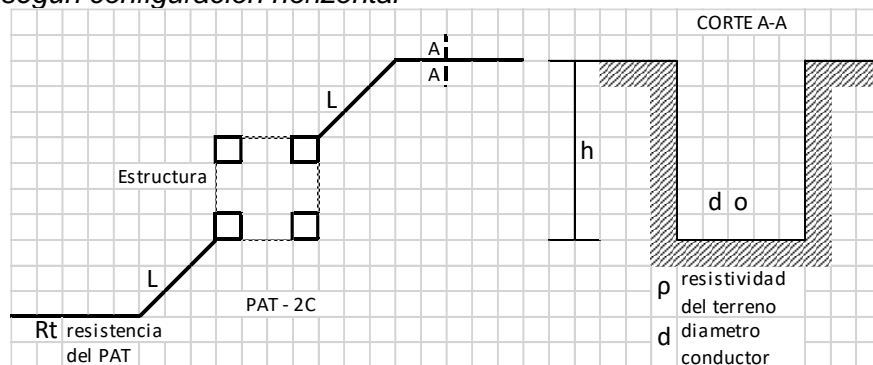 según configuración horizontal
CORTE A-A
A
A
L
h
Estructura
d o
L
PAT - 2C
ρ resistividad
del terreno
Rt resistencia
del PAT
d diametro
conductor